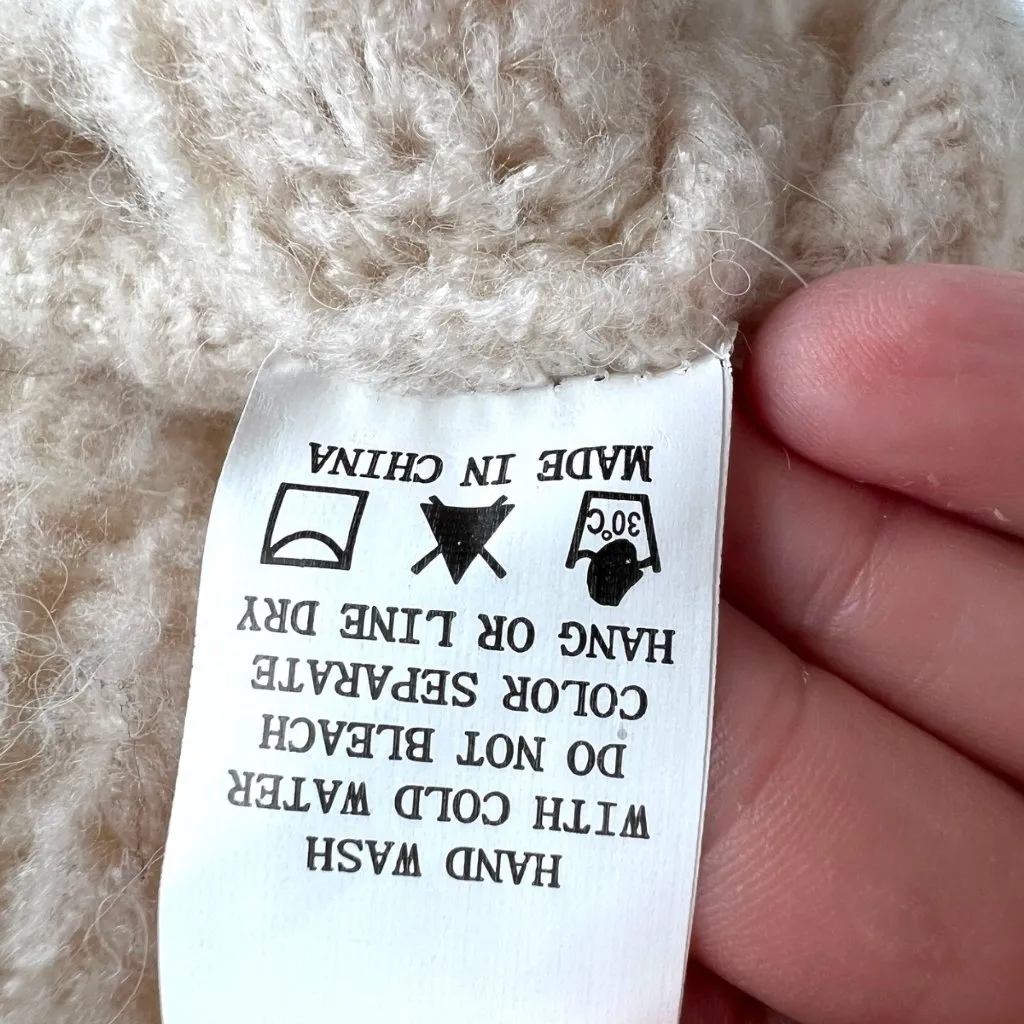 HAND WASH
WITH COLD WATER
DO NOT BLEACH
COLOR SEPARATE
HANG OR LINE DRY
30°C
MADE IN CHINA